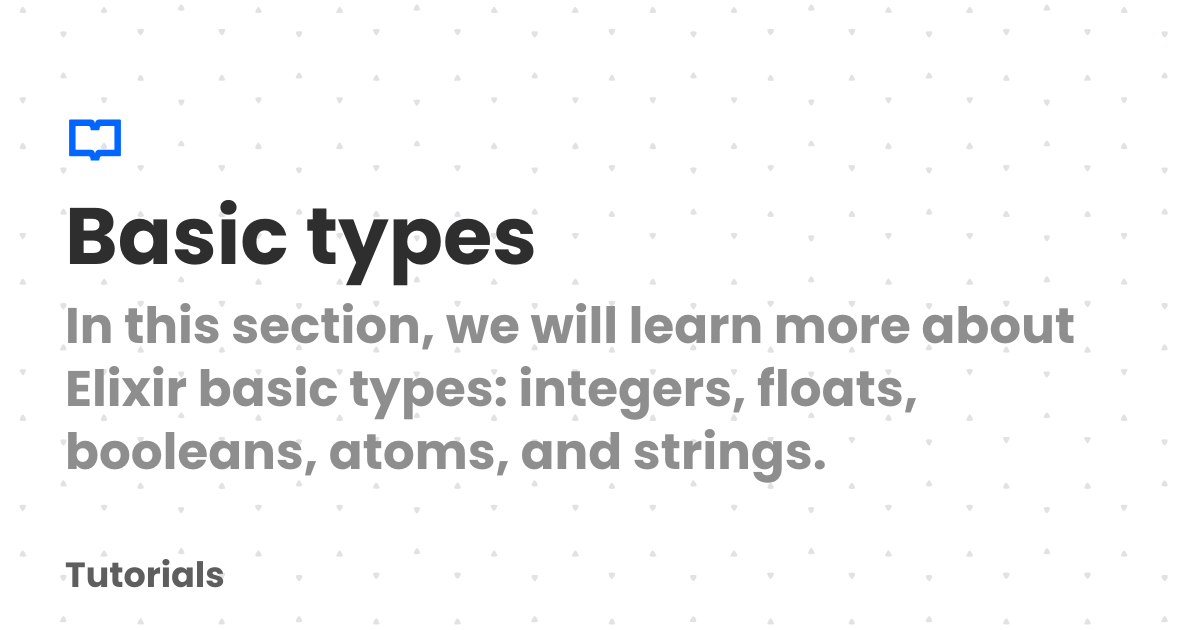 Basic types
In this section, we will learn more about
Elixir basic types: integers, floats,
booleans, atoms, and strings.
Tutorials